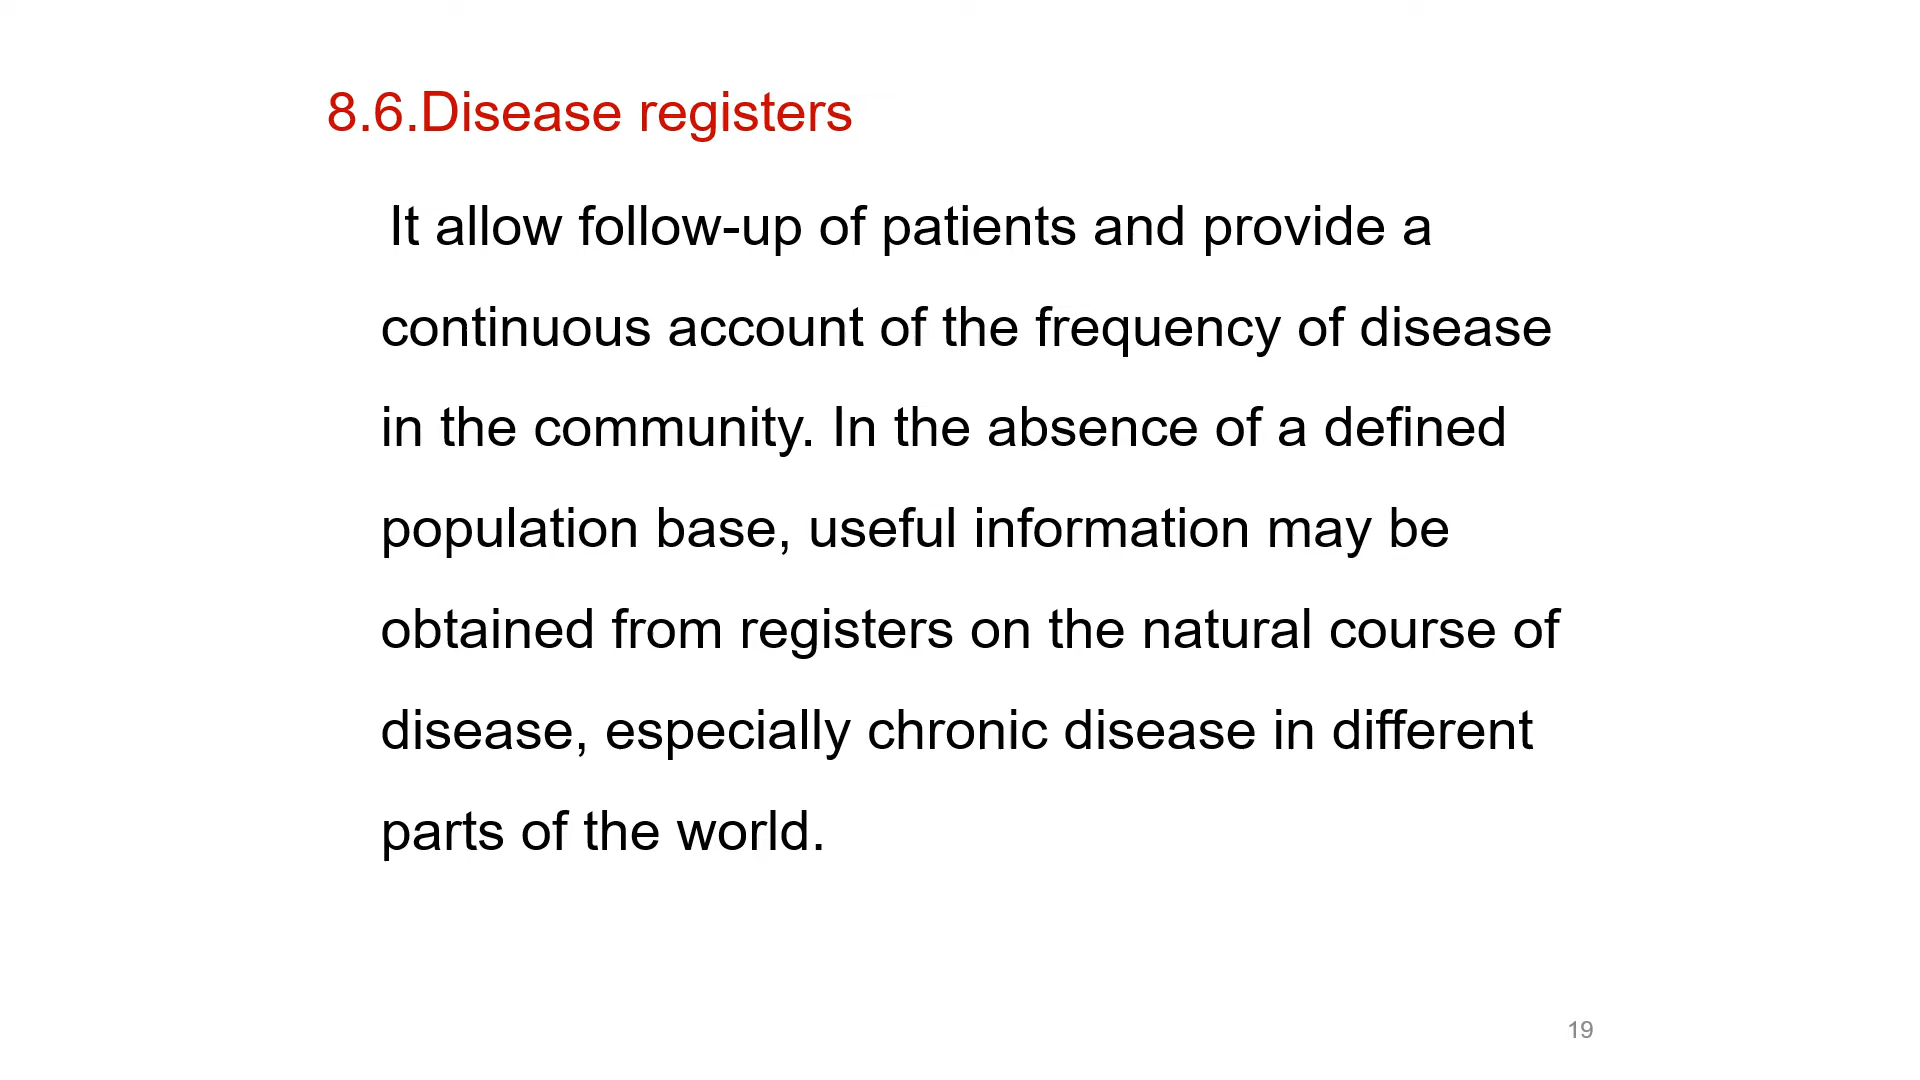 8.6.Disease registers
It allow follow-up of patients and provide a
continuous account of the frequency of disease
in the community. In the absence of a defined
population base, useful information may be
obtained from registers on the natural course of
disease, especially chronic disease in different
parts of the world.
19